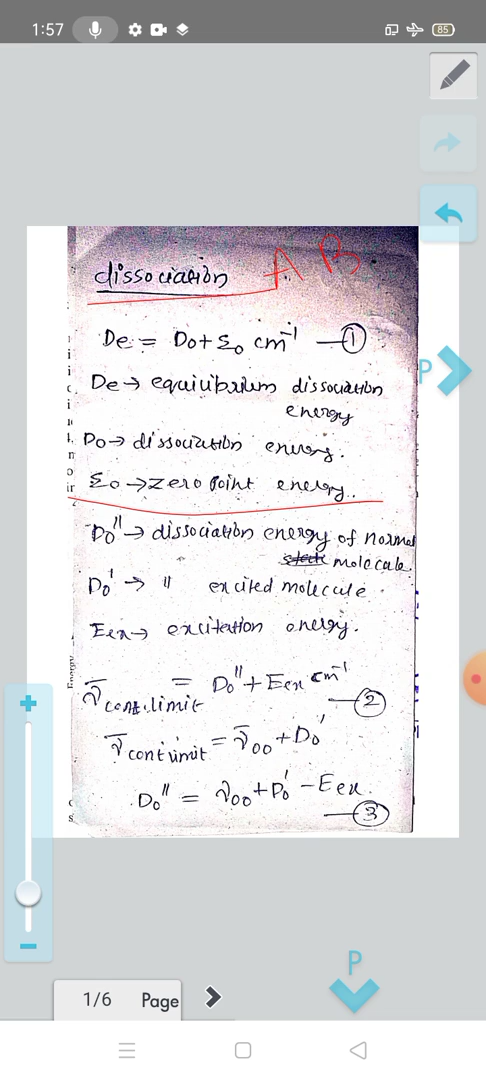 1:57
85
dissociation A B
De = Do + ε₀ cm⁻¹ —①
De → equilibrium dissociation
energy
P
Do → dissociation energy.
ε₀ → zero point energy..
Do'' → dissociation energy of normal
molecule
Do' → 〃 excited molecule.
Eex → excitation energy.
ν̅cont.limit = Do'' + Eex cm⁻¹ —②
ν̅cont limit = ν̅oo + Do'
Do'' = ν̅oo + Do' − Eex. —③
P
1/6 Page